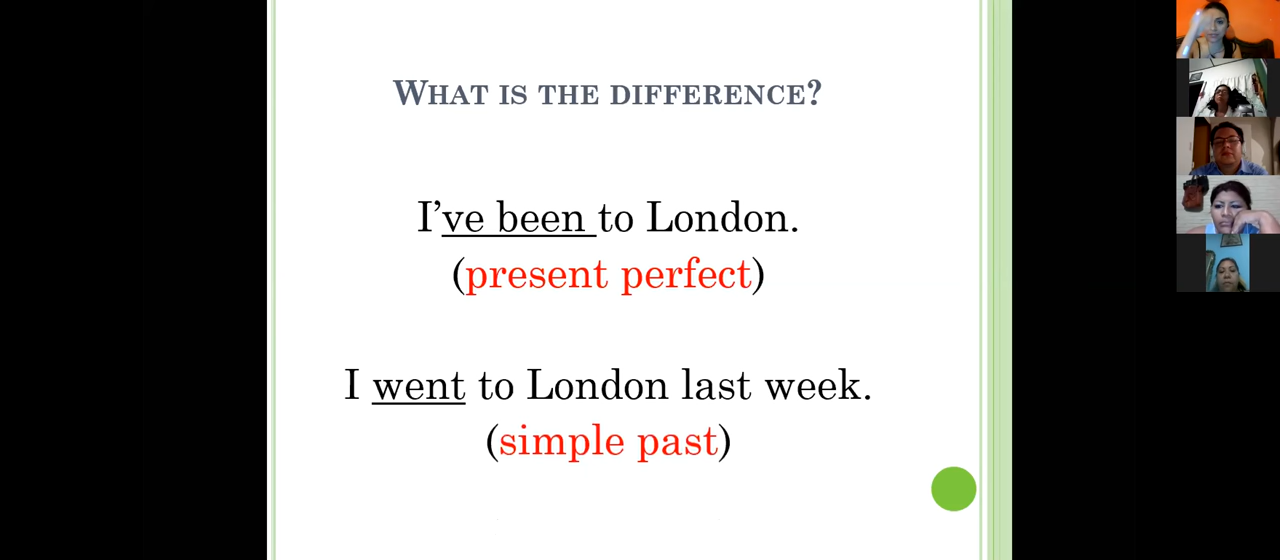 WHAT IS THE DIFFERENCE?
I've been to London.
(present perfect)
I went to London last week.
(simple past)